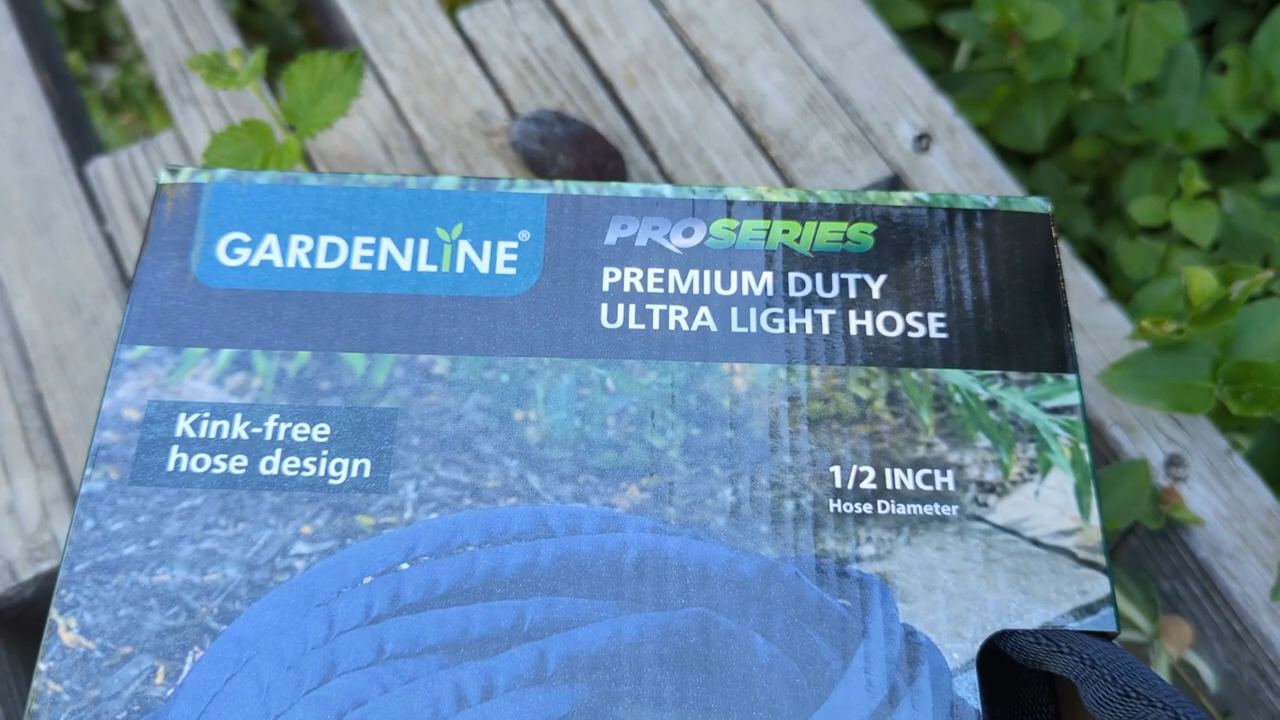 GARDENLINE®
PROSERIES
PREMIUM DUTY
ULTRA LIGHT HOSE
Kink-free
hose design
1/2 INCH
Hose Diameter